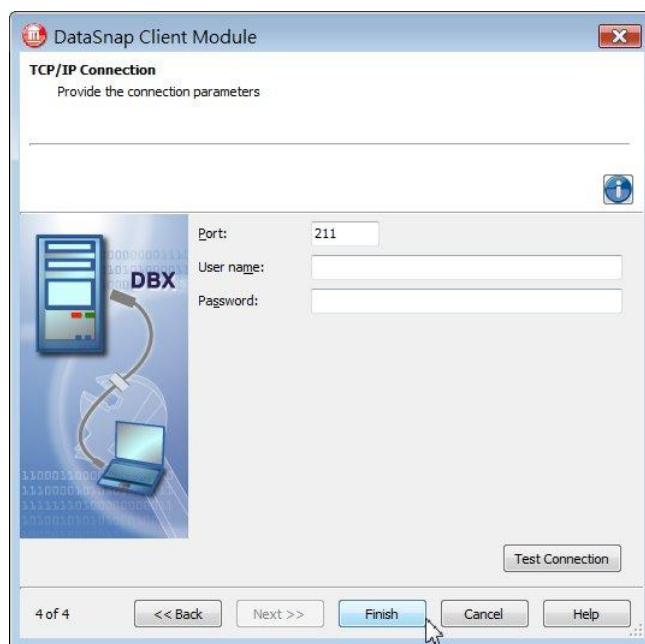 DataSnap Client Module
TCP/IP Connection
Provide the connection parameters
Port: 211
User name:
Password:
DBX
Test Connection
4 of 4 << Back Next >> Finish Cancel Help